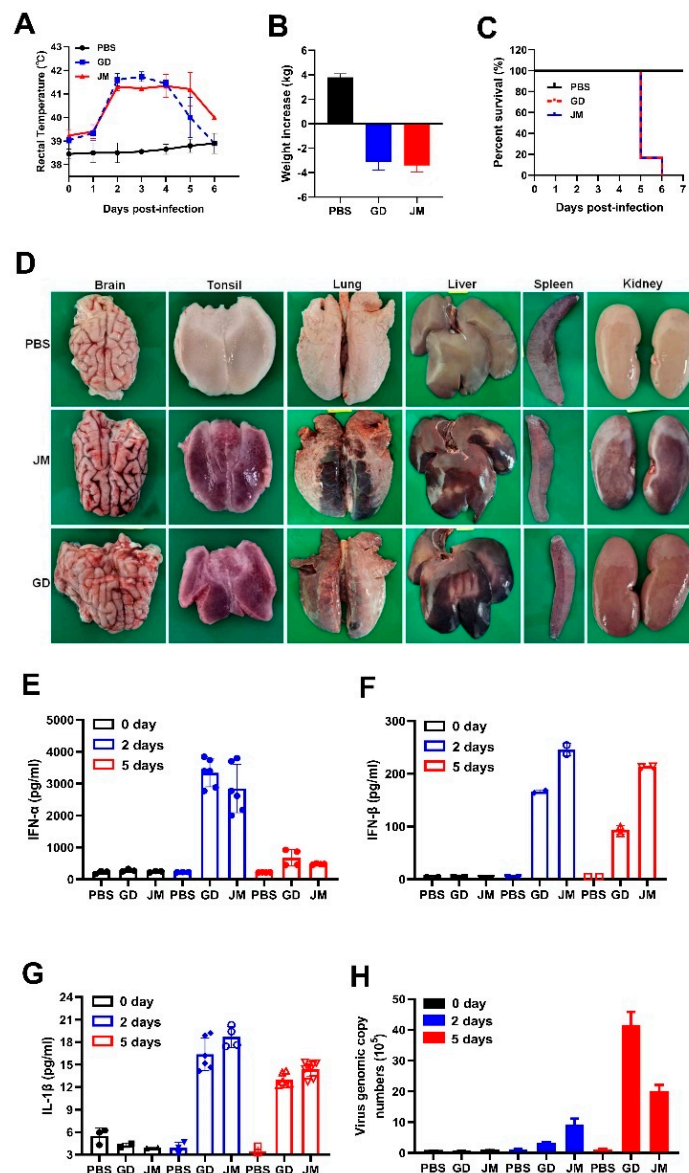 A
PBS
GD
JM
Rectal Temperature (℃)
43
42
41
40
39
38
0 1 2 3 4 5 6
Days post-infection
B
Weight Increase (kg)
6
4
2
0
-2
-4
-6
PBS GD JM
C
Percent survival (%)
120
100
80
60
40
20
0
PBS
GD
JM
0 1 2 3 4 5 6 7
Days post-infection
D
Brain Tonsil Lung Liver Spleen Kidney
PBS
JM
GD
E
IFN-α (pg/ml)
5000
4000
3000
2000
1000
0
0 day
2 days
5 days
PBS GD JM PBS GD JM PBS GD JM
F
IFN-β (pg/ml)
300
200
100
0
0 day
2 days
5 days
PBS GD JM PBS GD JM PBS GD JM
G
IL-1β (pg/ml)
24
21
18
15
12
9
6
3
0 day
2 days
5 days
PBS GD JM PBS GD JM PBS GD JM
H
Virus genomic copy
numbers (10⁵)
50
40
30
20
10
0
0 day
2 days
5 days
PBS GD JM PBS GD JM PBS GD JM